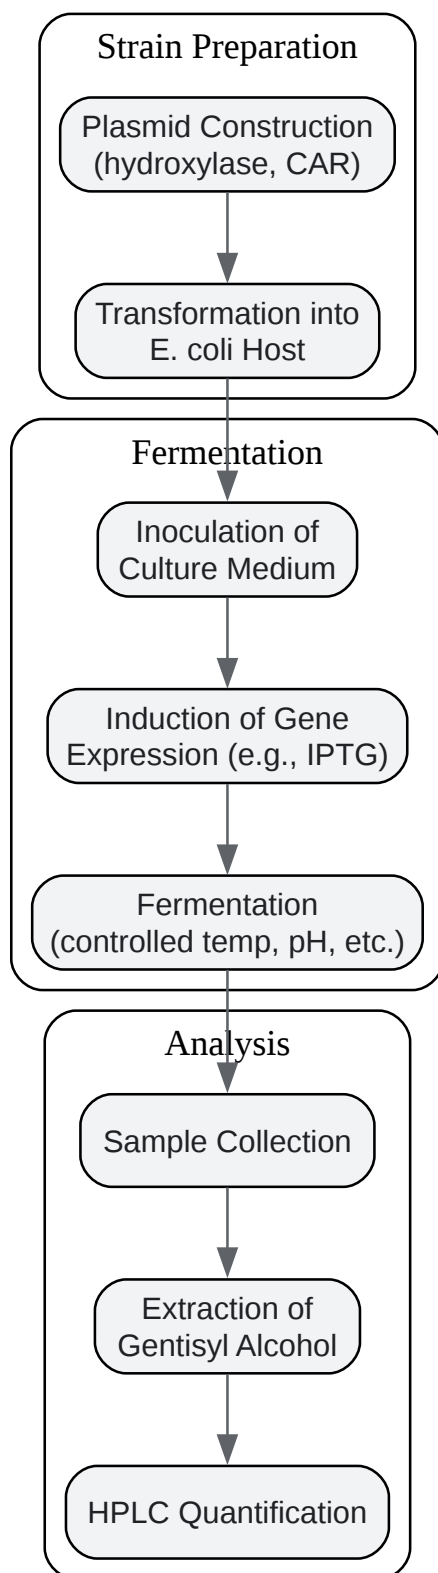 Strain Preparation
Plasmid Construction
(hydroxylase, CAR)
Transformation into
E. coli Host
Fermentation
Inoculation of
Culture Medium
Induction of Gene
Expression (e.g., IPTG)
Fermentation
(controlled temp, pH, etc.)
Analysis
Sample Collection
Extraction of
Gentisyl Alcohol
HPLC Quantification